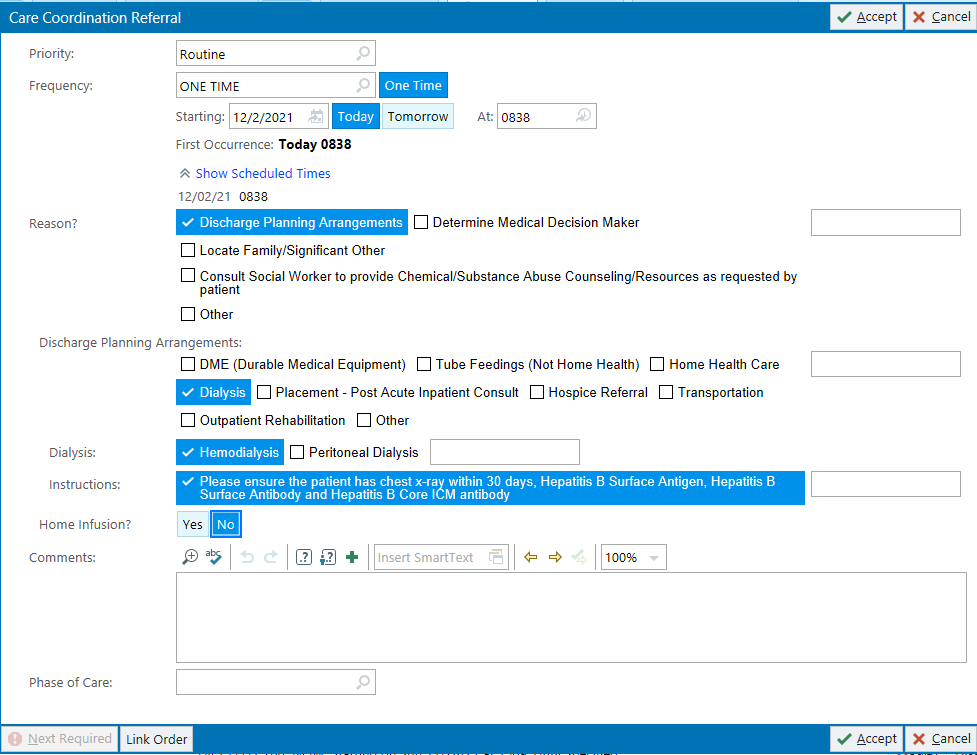 Care Coordination Referral Accept Cancel
Priority: Routine
Frequency: ONE TIME One Time
Starting: 12/2/2021 Today Tomorrow At: 0838
First Occurrence: Today 0838
Show Scheduled Times
12/02/21 0838
Reason? Discharge Planning Arrangements Determine Medical Decision Maker
Locate Family/Significant Other
Consult Social Worker to provide Chemical/Substance Abuse Counseling/Resources as requested by
patient
Other
Discharge Planning Arrangements:
DME (Durable Medical Equipment) Tube Feedings (Not Home Health) Home Health Care
Dialysis Placement - Post Acute Inpatient Consult Hospice Referral Transportation
Outpatient Rehabilitation Other
Dialysis: Hemodialysis Peritoneal Dialysis
Instructions: Please ensure the patient has chest x-ray within 30 days, Hepatitis B Surface Antigen, Hepatitis B
Surface Antibody and Hepatitis B Core ICM antibody
Home Infusion? Yes No
Comments: abc Insert SmartText 100%
Phase of Care:
Next Required Link Order Accept Cancel